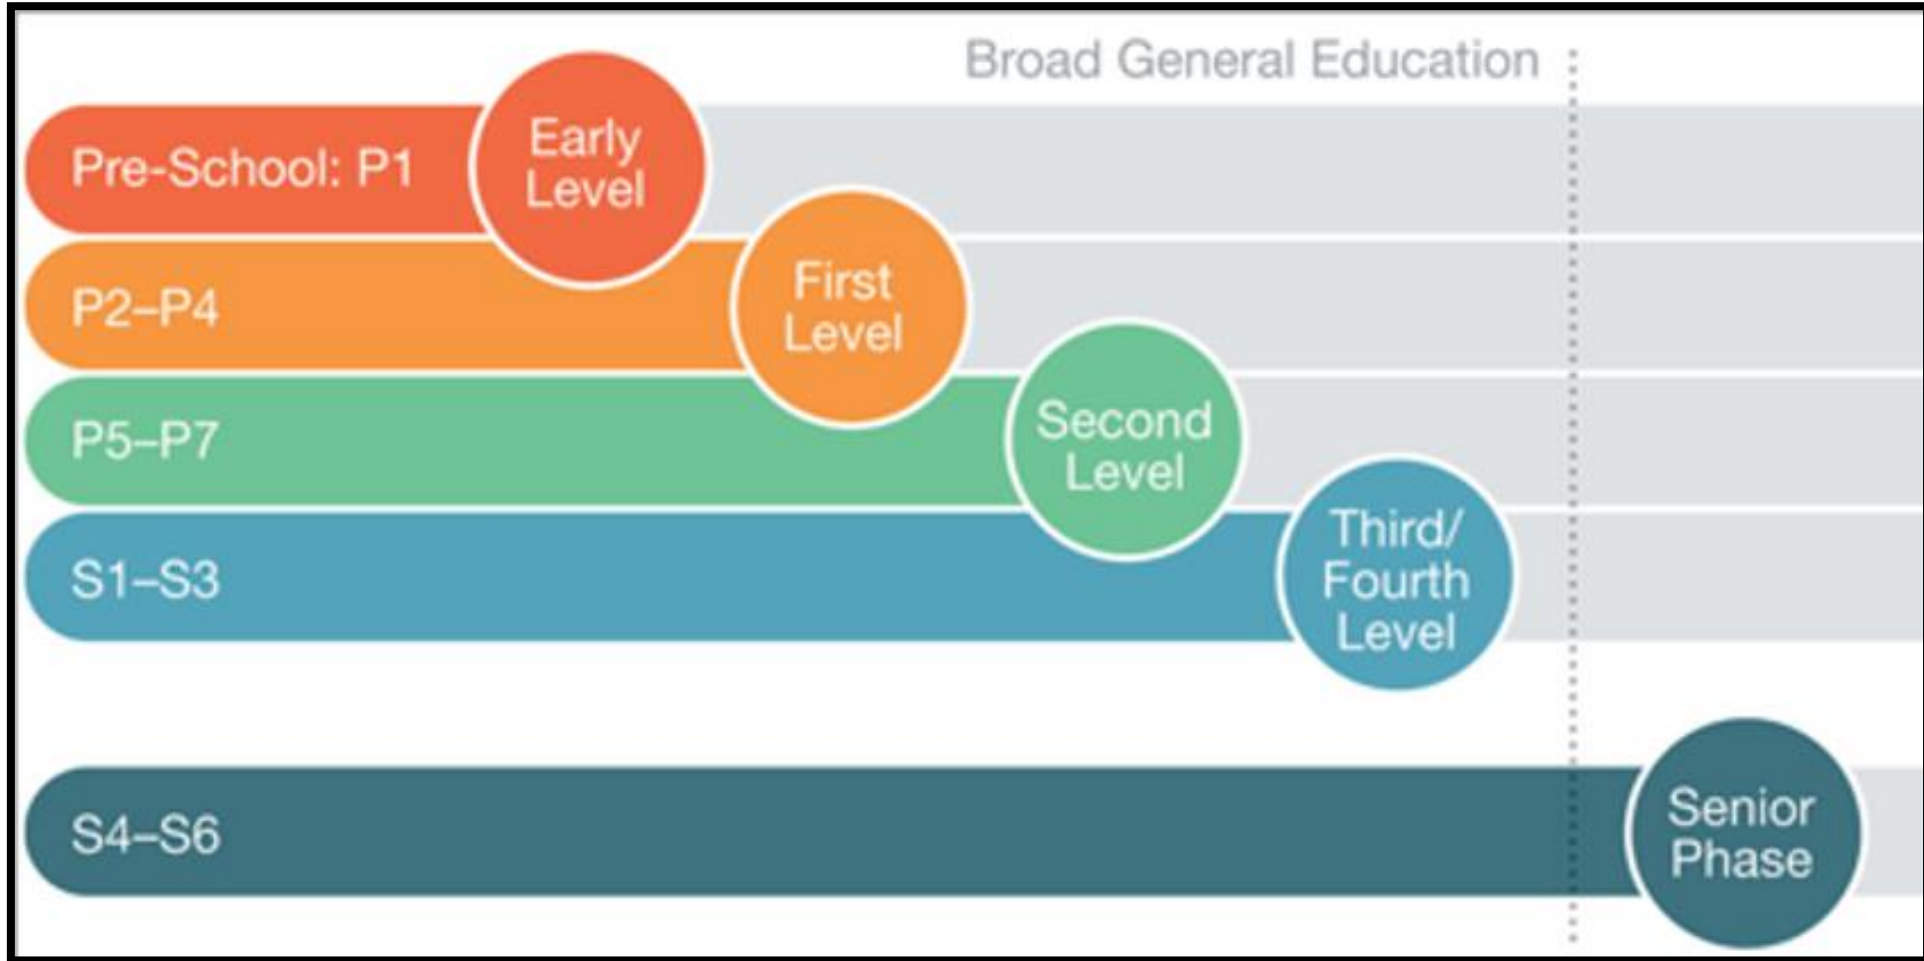 Broad General Education
Pre-School: P1
Early
Level
P2–P4
First
Level
P5–P7
Second
Level
S1–S3
Third/
Fourth
Level
S4–S6
Senior
Phase